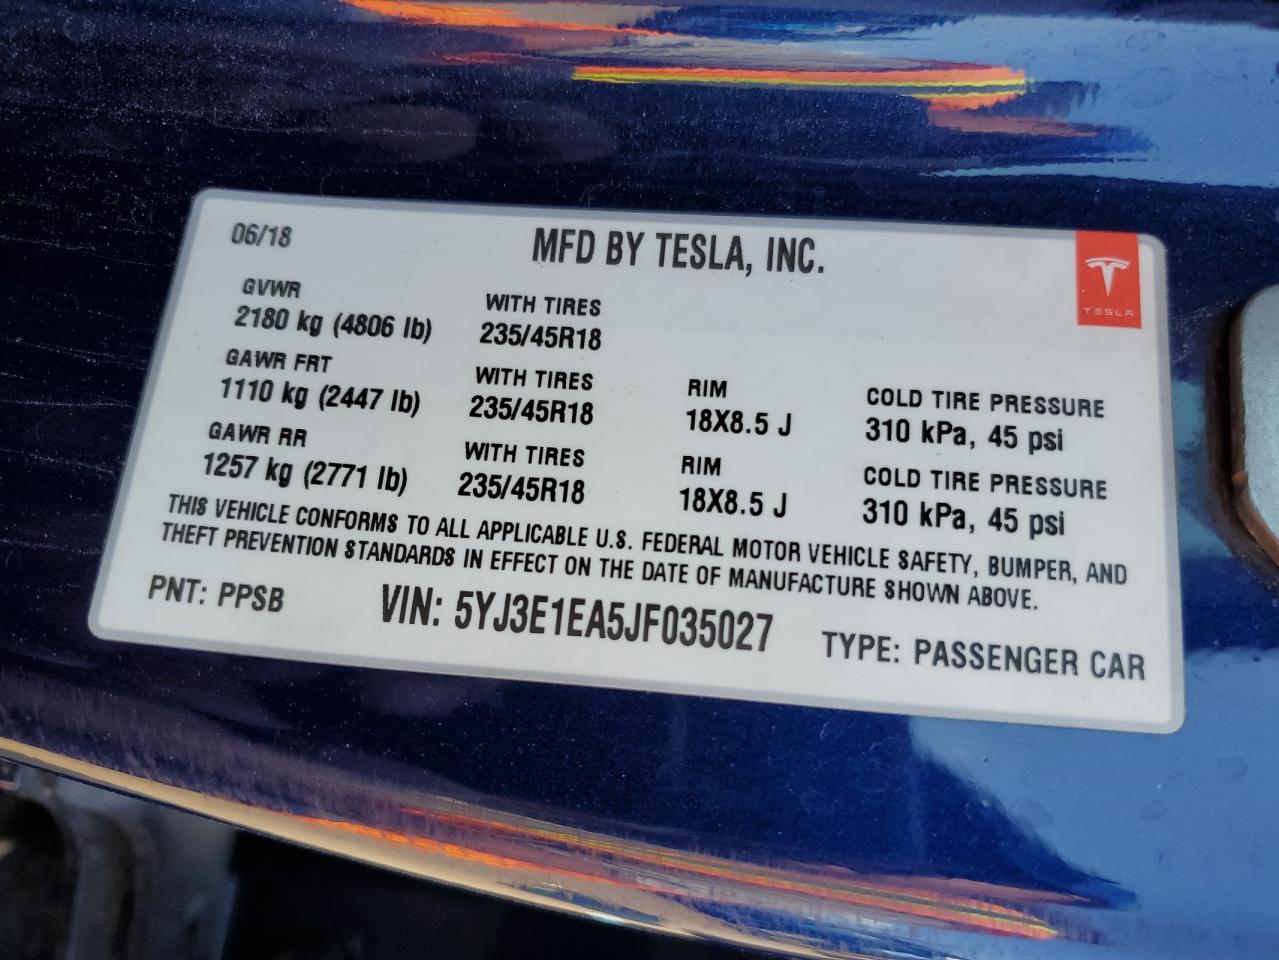 06/18
MFD BY TESLA, INC.
TESLA
GVWR
2180 kg (4806 lb)
WITH TIRES
235/45R18
GAWR FRT
1110 kg (2447 lb)
WITH TIRES
235/45R18
RIM
18X8.5 J
COLD TIRE PRESSURE
310 kPa, 45 psi
GAWR RR
1257 kg (2771 lb)
WITH TIRES
235/45R18
RIM
18X8.5 J
COLD TIRE PRESSURE
310 kPa, 45 psi
THIS VEHICLE CONFORMS TO ALL APPLICABLE U.S. FEDERAL MOTOR VEHICLE SAFETY, BUMPER, AND
THEFT PREVENTION STANDARDS IN EFFECT ON THE DATE OF MANUFACTURE SHOWN ABOVE.
PNT: PPSB
VIN: 5YJ3E1EA5JF035027
TYPE: PASSENGER CAR